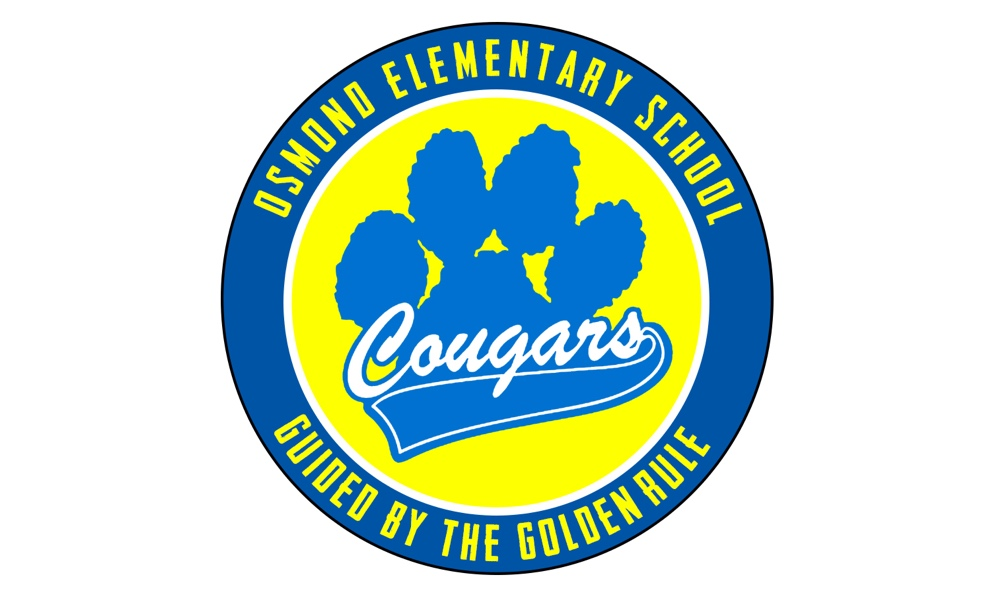 OSMOND ELEMENTARY SCHOOL
Cougars
GUIDED BY THE GOLDEN RULE